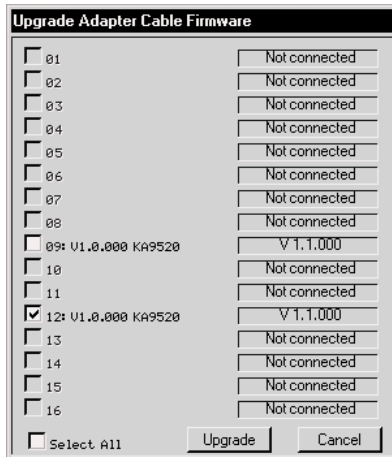 Upgrade Adapter Cable Firmware
01 Not connected
02 Not connected
03 Not connected
04 Not connected
05 Not connected
06 Not connected
07 Not connected
08 Not connected
09: V1.0.000 KA9520 V 1.1.000
10 Not connected
11 Not connected
12: V1.0.000 KA9520 V 1.1.000
13 Not connected
14 Not connected
15 Not connected
16 Not connected
Select All Upgrade Cancel